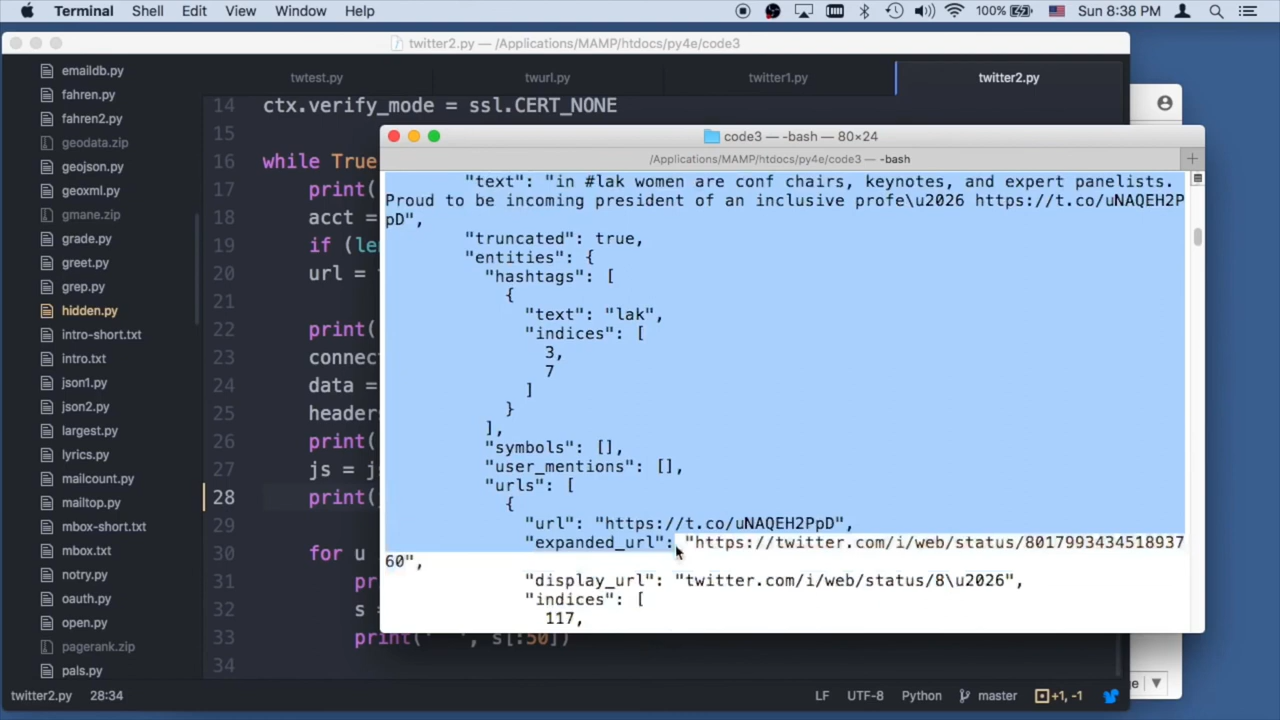 Terminal Shell Edit View Window Help 100% Sun 8:38 PM
twitter2.py — /Applications/MAMP/htdocs/py4e/code3
emaildb.py
fahren.py
fahren2.py
geodata.zip
geojson.py
geoxml.py
gmane.zip
grade.py
greet.py
grep.py
hidden.py
intro-short.txt
intro.txt
json1.py
json2.py
largest.py
lyrics.py
mailcount.py
mailtop.py
mbox-short.txt
mbox.txt
notry.py
oauth.py
open.py
pagerank.zip
pals.py
twtest.py twurl.py twitter1.py twitter2.py
14 ctx.verify_mode = ssl.CERT_NONE
15
16 while True
17 print(
18 acct =
19 if (le
20 url =
21
22 print(
23 connec
24 data =
25 header
26 print(
27 js = j
28 print(
29
30 for u
31 pr
32 s =
33 print(' ', s[:50])
34
code3 — -bash — 80×24
/Applications/MAMP/htdocs/py4e/code3 — -bash
"text": "in #lak women are conf chairs, keynotes, and expert panelists.
Proud to be incoming president of an inclusive profe\u2026 https://t.co/uNAQEH2P
pD",
"truncated": true,
"entities": {
"hashtags": [
{
"text": "lak",
"indices": [
3,
7
]
}
],
"symbols": [],
"user_mentions": [],
"urls": [
{
"url": "https://t.co/uNAQEH2PpD",
"expanded_url": "https://twitter.com/i/web/status/8017993434518937
60",
"display_url": "twitter.com/i/web/status/8\u2026",
"indices": [
117,
twitter2.py 28:34 LF UTF-8 Python master +1, -1